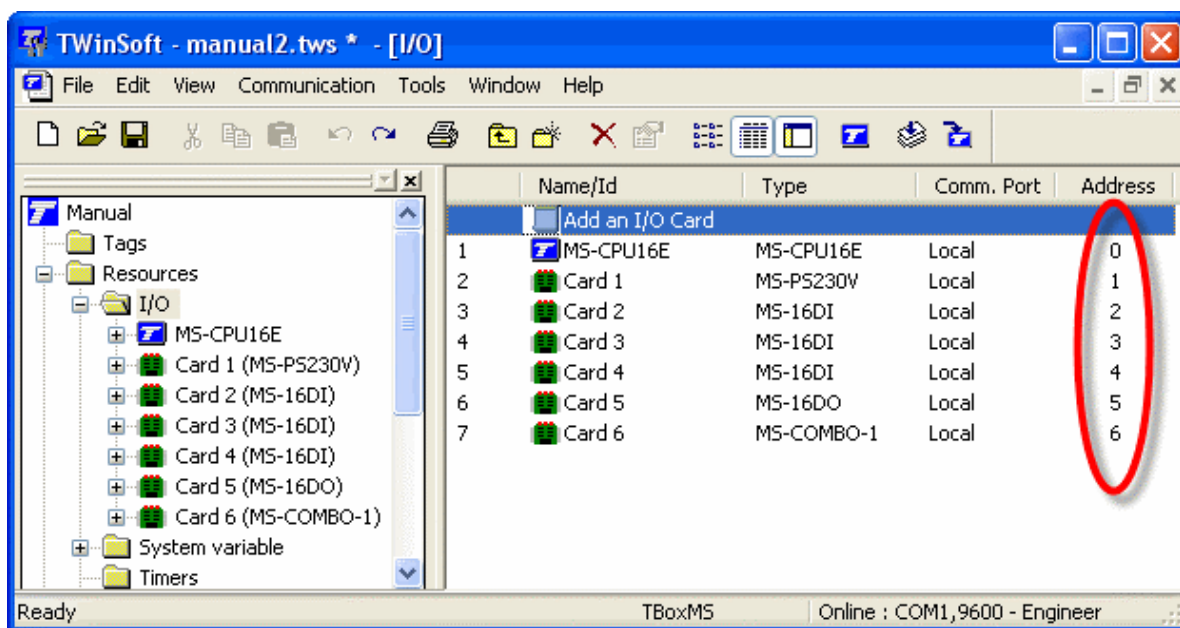 TWinSoft - manual2.tws * - [I/O]
File Edit View Communication Tools Window Help
Manual
Tags
Resources
I/O
MS-CPU16E
Card 1 (MS-PS230V)
Card 2 (MS-16DI)
Card 3 (MS-16DI)
Card 4 (MS-16DI)
Card 5 (MS-16DO)
Card 6 (MS-COMBO-1)
System variable
Timers
Name/Id Type Comm. Port Address
Add an I/O Card
1 MS-CPU16E MS-CPU16E Local 0
2 Card 1 MS-PS230V Local 1
3 Card 2 MS-16DI Local 2
4 Card 3 MS-16DI Local 3
5 Card 4 MS-16DI Local 4
6 Card 5 MS-16DO Local 5
7 Card 6 MS-COMBO-1 Local 6
Ready TBoxMS Online : COM1,9600 - Engineer